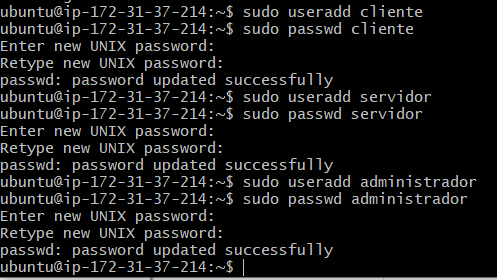 ubuntu@ip-172-31-37-214:~$ sudo useradd cliente
ubuntu@ip-172-31-37-214:~$ sudo passwd cliente
Enter new UNIX password:
Retype new UNIX password:
passwd: password updated successfully
ubuntu@ip-172-31-37-214:~$ sudo useradd servidor
ubuntu@ip-172-31-37-214:~$ sudo passwd servidor
Enter new UNIX password:
Retype new UNIX password:
passwd: password updated successfully
ubuntu@ip-172-31-37-214:~$ sudo useradd administrador
ubuntu@ip-172-31-37-214:~$ sudo passwd administrador
Enter new UNIX password:
Retype new UNIX password:
passwd: password updated successfully
ubuntu@ip-172-31-37-214:~$